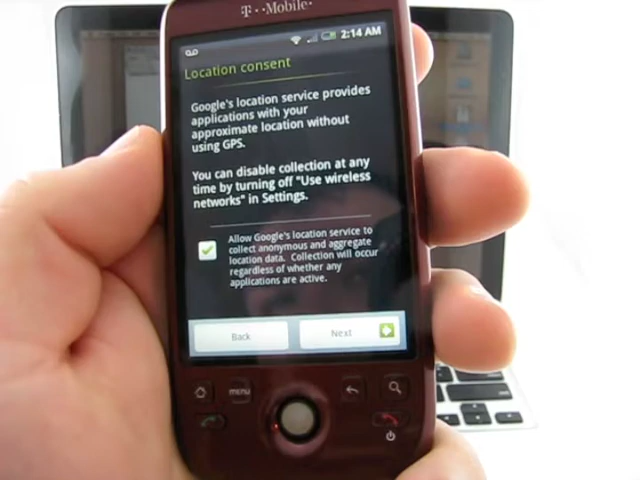 T··Mobile·
2:14 AM
Location consent
Google's location service provides
applications with your
approximate location without
using GPS.
You can disable collection at any
time by turning off "Use wireless
networks" in Settings.
Allow Google's location service to
collect anonymous and aggregate
location data. Collection will occur
regardless of whether any
applications are active.
Back
Next
menu